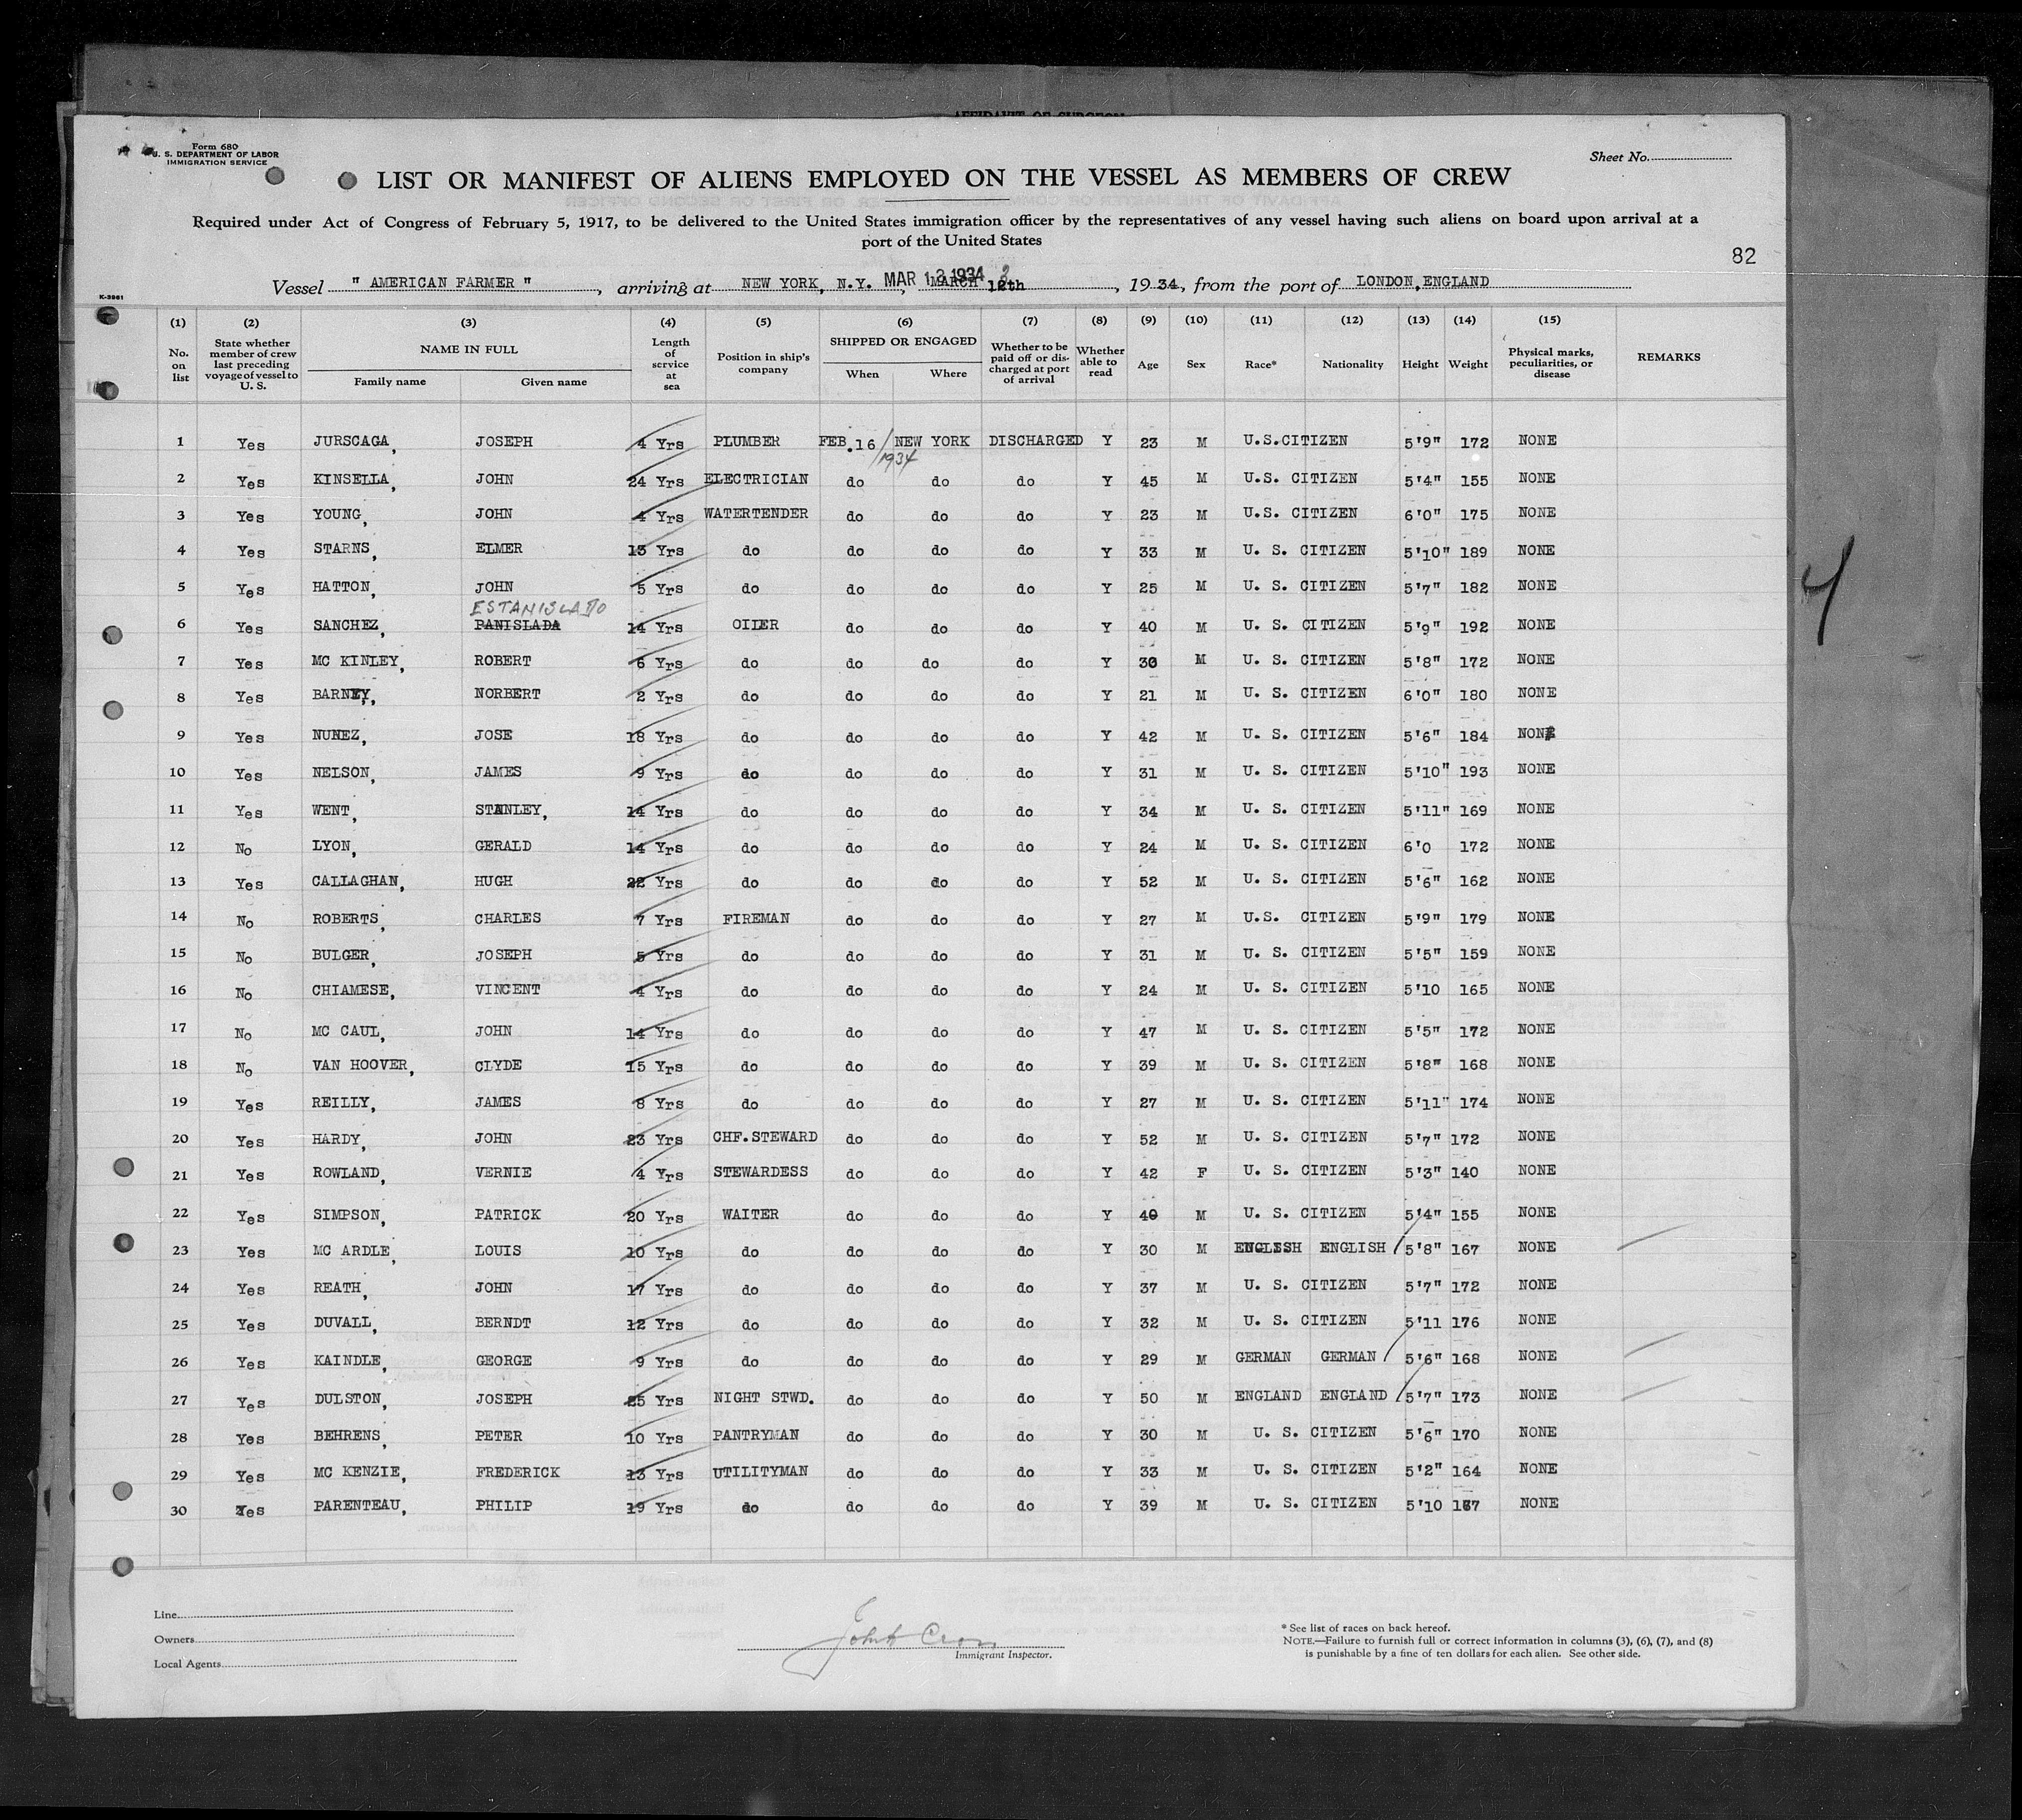 AFFIDAVIT OF SURGEON
Form 680
U. S. DEPARTMENT OF LABOR
IMMIGRATION SERVICE
Sheet No.
LIST OR MANIFEST OF ALIENS EMPLOYED ON THE VESSEL AS MEMBERS OF CREW
Required under Act of Congress of February 5, 1917, to be delivered to the United States immigration officer by the representatives of any vessel having such aliens on board upon arrival at a
port of the United States
82
Vessel " AMERICAN FARMER ", arriving at NEW YORK, N.Y. MAR 13 1934, MARCH 12th 3, 1934, from the port of LONDON, ENGLAND
K-3961
(1) (2) (3) (4) (5) (6) (7) (8) (9) (10) (11) (12) (13) (14) (15)
No. on list State whether member of crew last preceding voyage of vessel to U. S. NAME IN FULL Family name Given name Length of service at sea Position in ship's company SHIPPED OR ENGAGED When Where Whether to be paid off or discharged at port of arrival Whether able to read Age Sex Race* Nationality Height Weight Physical marks, peculiarities, or disease REMARKS
1 Yes JURSCAGA, JOSEPH 4 Yrs PLUMBER FEB.16/1934 NEW YORK DISCHARGED Y 23 M U.S.CITIZEN 5'9" 172 NONE
2 Yes KINSELLA, JOHN 24 Yrs ELECTRICIAN do do do Y 45 M U.S. CITIZEN 5'4" 155 NONE
3 Yes YOUNG, JOHN 4 Yrs WATERTENDER do do do Y 23 M U.S. CITIZEN 6'0" 175 NONE
4 Yes STARNS, ELMER 13 Yrs do do do do Y 33 M U. S. CITIZEN 5'10" 189 NONE
5 Yes HATTON, JOHN 5 Yrs do do do do Y 25 M U. S. CITIZEN 5'7" 182 NONE
ESTANISLADO
6 Yes SANCHEZ, PANISLADA 14 Yrs OILER do do do Y 40 M U. S. CITIZEN 5'9" 192 NONE
7 Yes MC KINLEY, ROBERT 6 Yrs do do do do Y 30 M U. S. CITIZEN 5'8" 172 NONE
8 Yes BARNEY, NORBERT 2 Yrs do do do do Y 21 M U. S. CITIZEN 6'0" 180 NONE
9 Yes NUNEZ, JOSE 18 Yrs do do do do Y 42 M U. S. CITIZEN 5'6" 184 NONE
10 Yes NELSON, JAMES 9 Yrs do do do do Y 31 M U. S. CITIZEN 5'10" 193 NONE
11 Yes WENT, STANLEY, 14 Yrs do do do do Y 34 M U. S. CITIZEN 5'11" 169 NONE
12 No LYON, GERALD 14 Yrs do do do do Y 24 M U. S. CITIZEN 6'0 172 NONE
13 Yes CALLAGHAN, HUGH 22 Yrs do do do do Y 52 M U. S. CITIZEN 5'6" 162 NONE
14 No ROBERTS, CHARLES 7 Yrs FIREMAN do do do Y 27 M U.S. CITIZEN 5'9" 179 NONE
15 No BULGER, JOSEPH 5 Yrs do do do do Y 31 M U. S. CITIZEN 5'5" 159 NONE
16 No CHIAMESE, VINCENT 4 Yrs do do do do Y 24 M U. S. CITIZEN 5'10 165 NONE
17 No MC CAUL, JOHN 14 Yrs do do do do Y 47 M U. S. CITIZEN 5'5" 172 NONE
18 No VAN HOOVER, CLYDE 15 Yrs do do do do Y 39 M U. S. CITIZEN 5'8" 168 NONE
19 Yes REILLY, JAMES 8 Yrs do do do do Y 27 M U. S. CITIZEN 5'11" 174 NONE
20 Yes HARDY, JOHN 23 Yrs CHF.STEWARD do do do Y 52 M U. S. CITIZEN 5'7" 172 NONE
21 Yes ROWLAND, VERNIE 4 Yrs STEWARDESS do do do Y 42 F U. S. CITIZEN 5'3" 140 NONE
22 Yes SIMPSON, PATRICK 20 Yrs WAITER do do do Y 40 M U. S. CITIZEN 5'4" 155 NONE
23 Yes MC ARDLE, LOUIS 10 Yrs do do do do Y 30 M ENGLISH ENGLISH 5'8" 167 NONE
24 Yes REATH, JOHN 17 Yrs do do do do Y 37 M U. S. CITIZEN 5'7" 172 NONE
25 Yes DUVALL, BERNDT 12 Yrs do do do do Y 32 M U. S. CITIZEN 5'11 176 NONE
26 Yes KAINDLE, GEORGE 9 Yrs do do do do Y 29 M GERMAN GERMAN 5'6" 168 NONE
27 Yes DULSTON, JOSEPH 25 Yrs NIGHT STWD. do do do Y 50 M ENGLAND ENGLAND 5'7" 173 NONE
28 Yes BEHRENS, PETER 10 Yrs PANTRYMAN do do do Y 30 M U. S. CITIZEN 5'6" 170 NONE
29 Yes MC KENZIE, FREDERICK 13 Yrs UTILITYMAN do do do Y 33 M U. S. CITIZEN 5'2" 164 NONE
30 Yes PARENTEAU, PHILIP 19 Yrs do do do do Y 39 M U. S. CITIZEN 5'10 167 NONE
Line
Owners
Local Agents
John
Immigrant Inspector.
* See list of races on back hereof.
NOTE.—Failure to furnish full or correct information in columns (3), (6), (7), and (8)
is punishable by a fine of ten dollars for each alien. See other side.